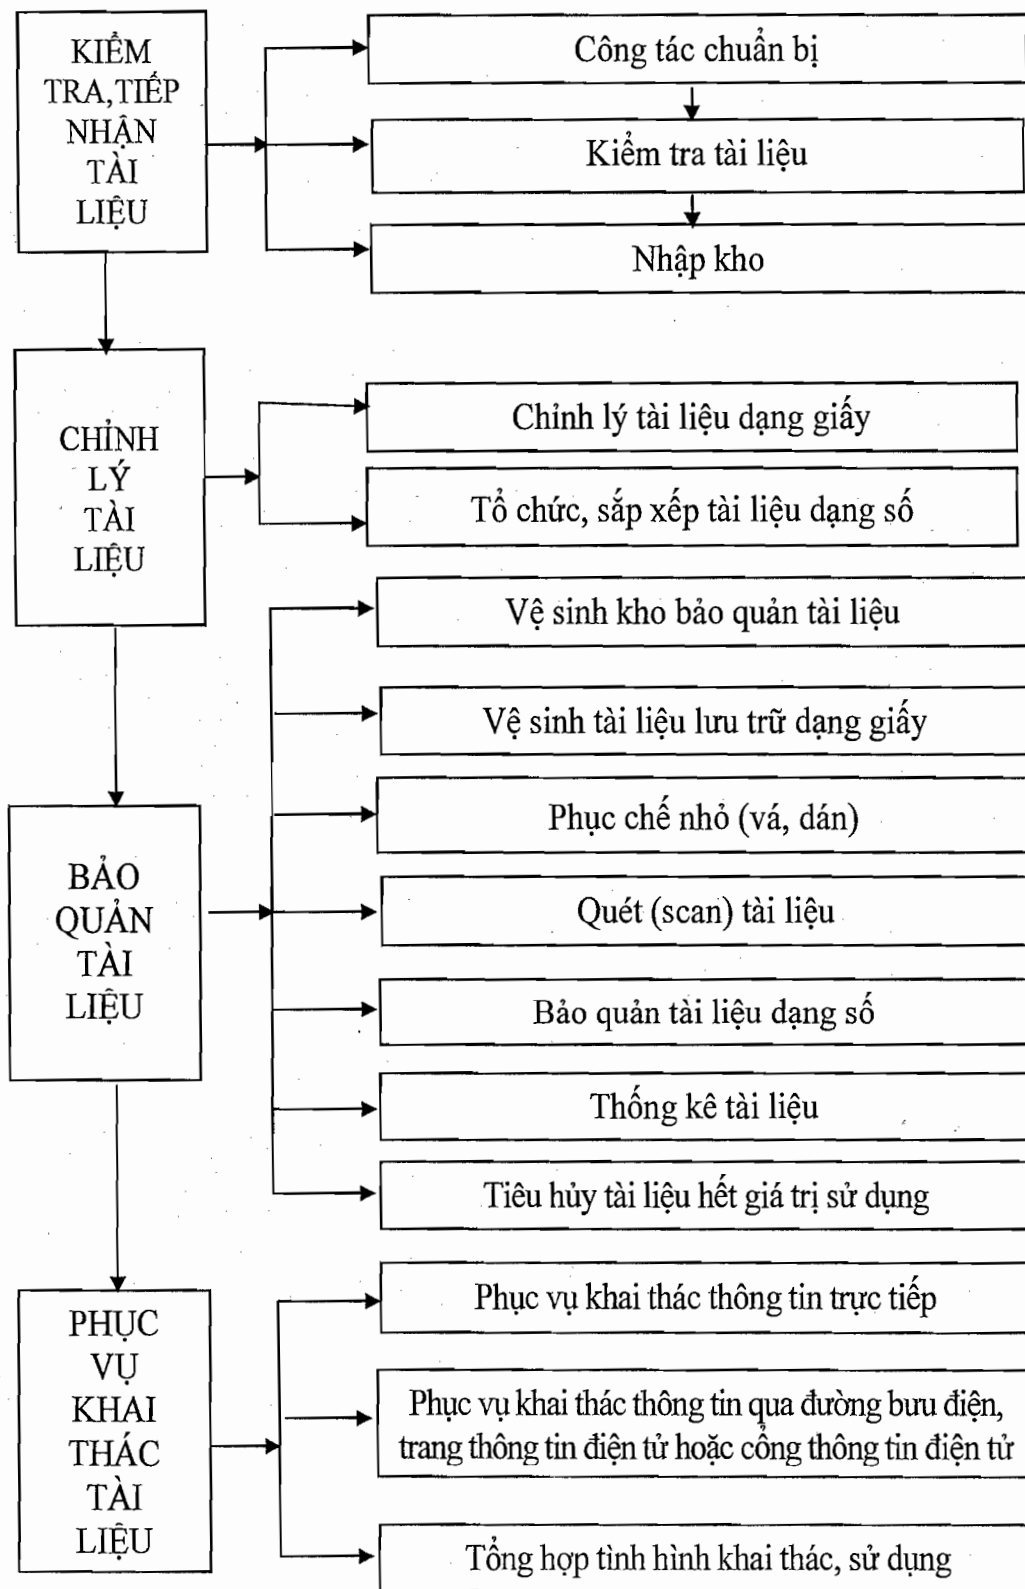 KIỂM
TRA, TIẾP
NHẬN
TÀI
LIỆU
Công tác chuẩn bị
Kiểm tra tài liệu
Nhập kho
CHỈNH
LÝ
TÀI
LIỆU
Chỉnh lý tài liệu dạng giấy
Tổ chức, sắp xếp tài liệu dạng số
BẢO
QUẢN
TÀI
LIỆU
Vệ sinh kho bảo quản tài liệu
Vệ sinh tài liệu lưu trữ dạng giấy
Phục chế nhỏ (vá, dán)
Quét (scan) tài liệu
Bảo quản tài liệu dạng số
Thống kê tài liệu
Tiêu hủy tài liệu hết giá trị sử dụng
PHỤC
VỤ
KHAI
THÁC
TÀI
LIỆU
Phục vụ khai thác thông tin trực tiếp
Phục vụ khai thác thông tin qua đường bưu điện,
trang thông tin điện tử hoặc cổng thông tin điện tử
Tổng hợp tình hình khai thác, sử dụng